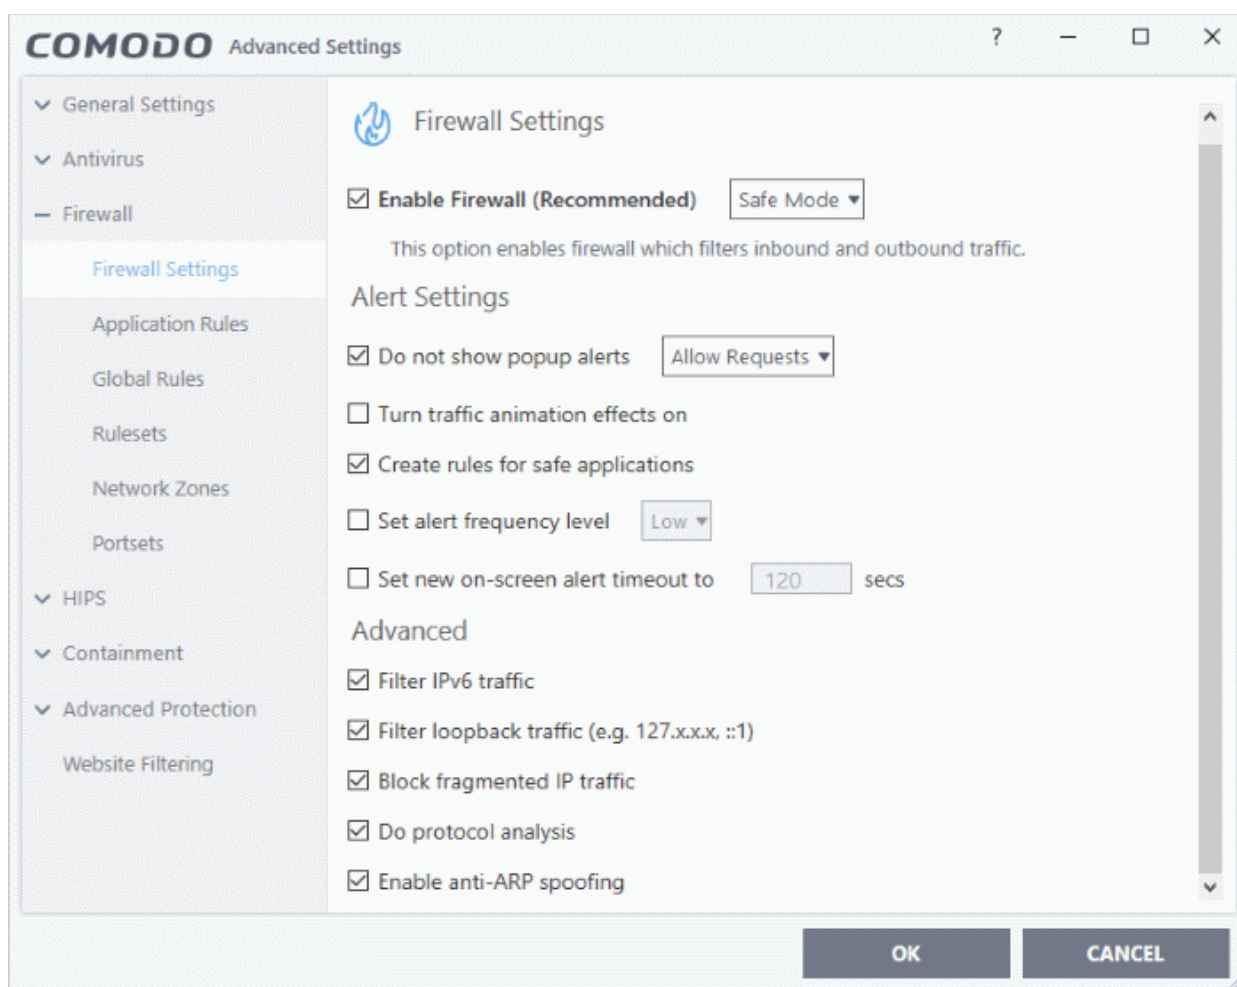 COMODO Advanced Settings ?
General Settings
Antivirus
Firewall
Firewall Settings
Application Rules
Global Rules
Rulesets
Network Zones
Portsets
HIPS
Containment
Advanced Protection
Website Filtering
Firewall Settings
Enable Firewall (Recommended) Safe Mode
This option enables firewall which filters inbound and outbound traffic.
Alert Settings
Do not show popup alerts Allow Requests
Turn traffic animation effects on
Create rules for safe applications
Set alert frequency level Low
Set new on-screen alert timeout to 120 secs
Advanced
Filter IPv6 traffic
Filter loopback traffic (e.g. 127.x.x.x, ::1)
Block fragmented IP traffic
Do protocol analysis
Enable anti-ARP spoofing
OK CANCEL